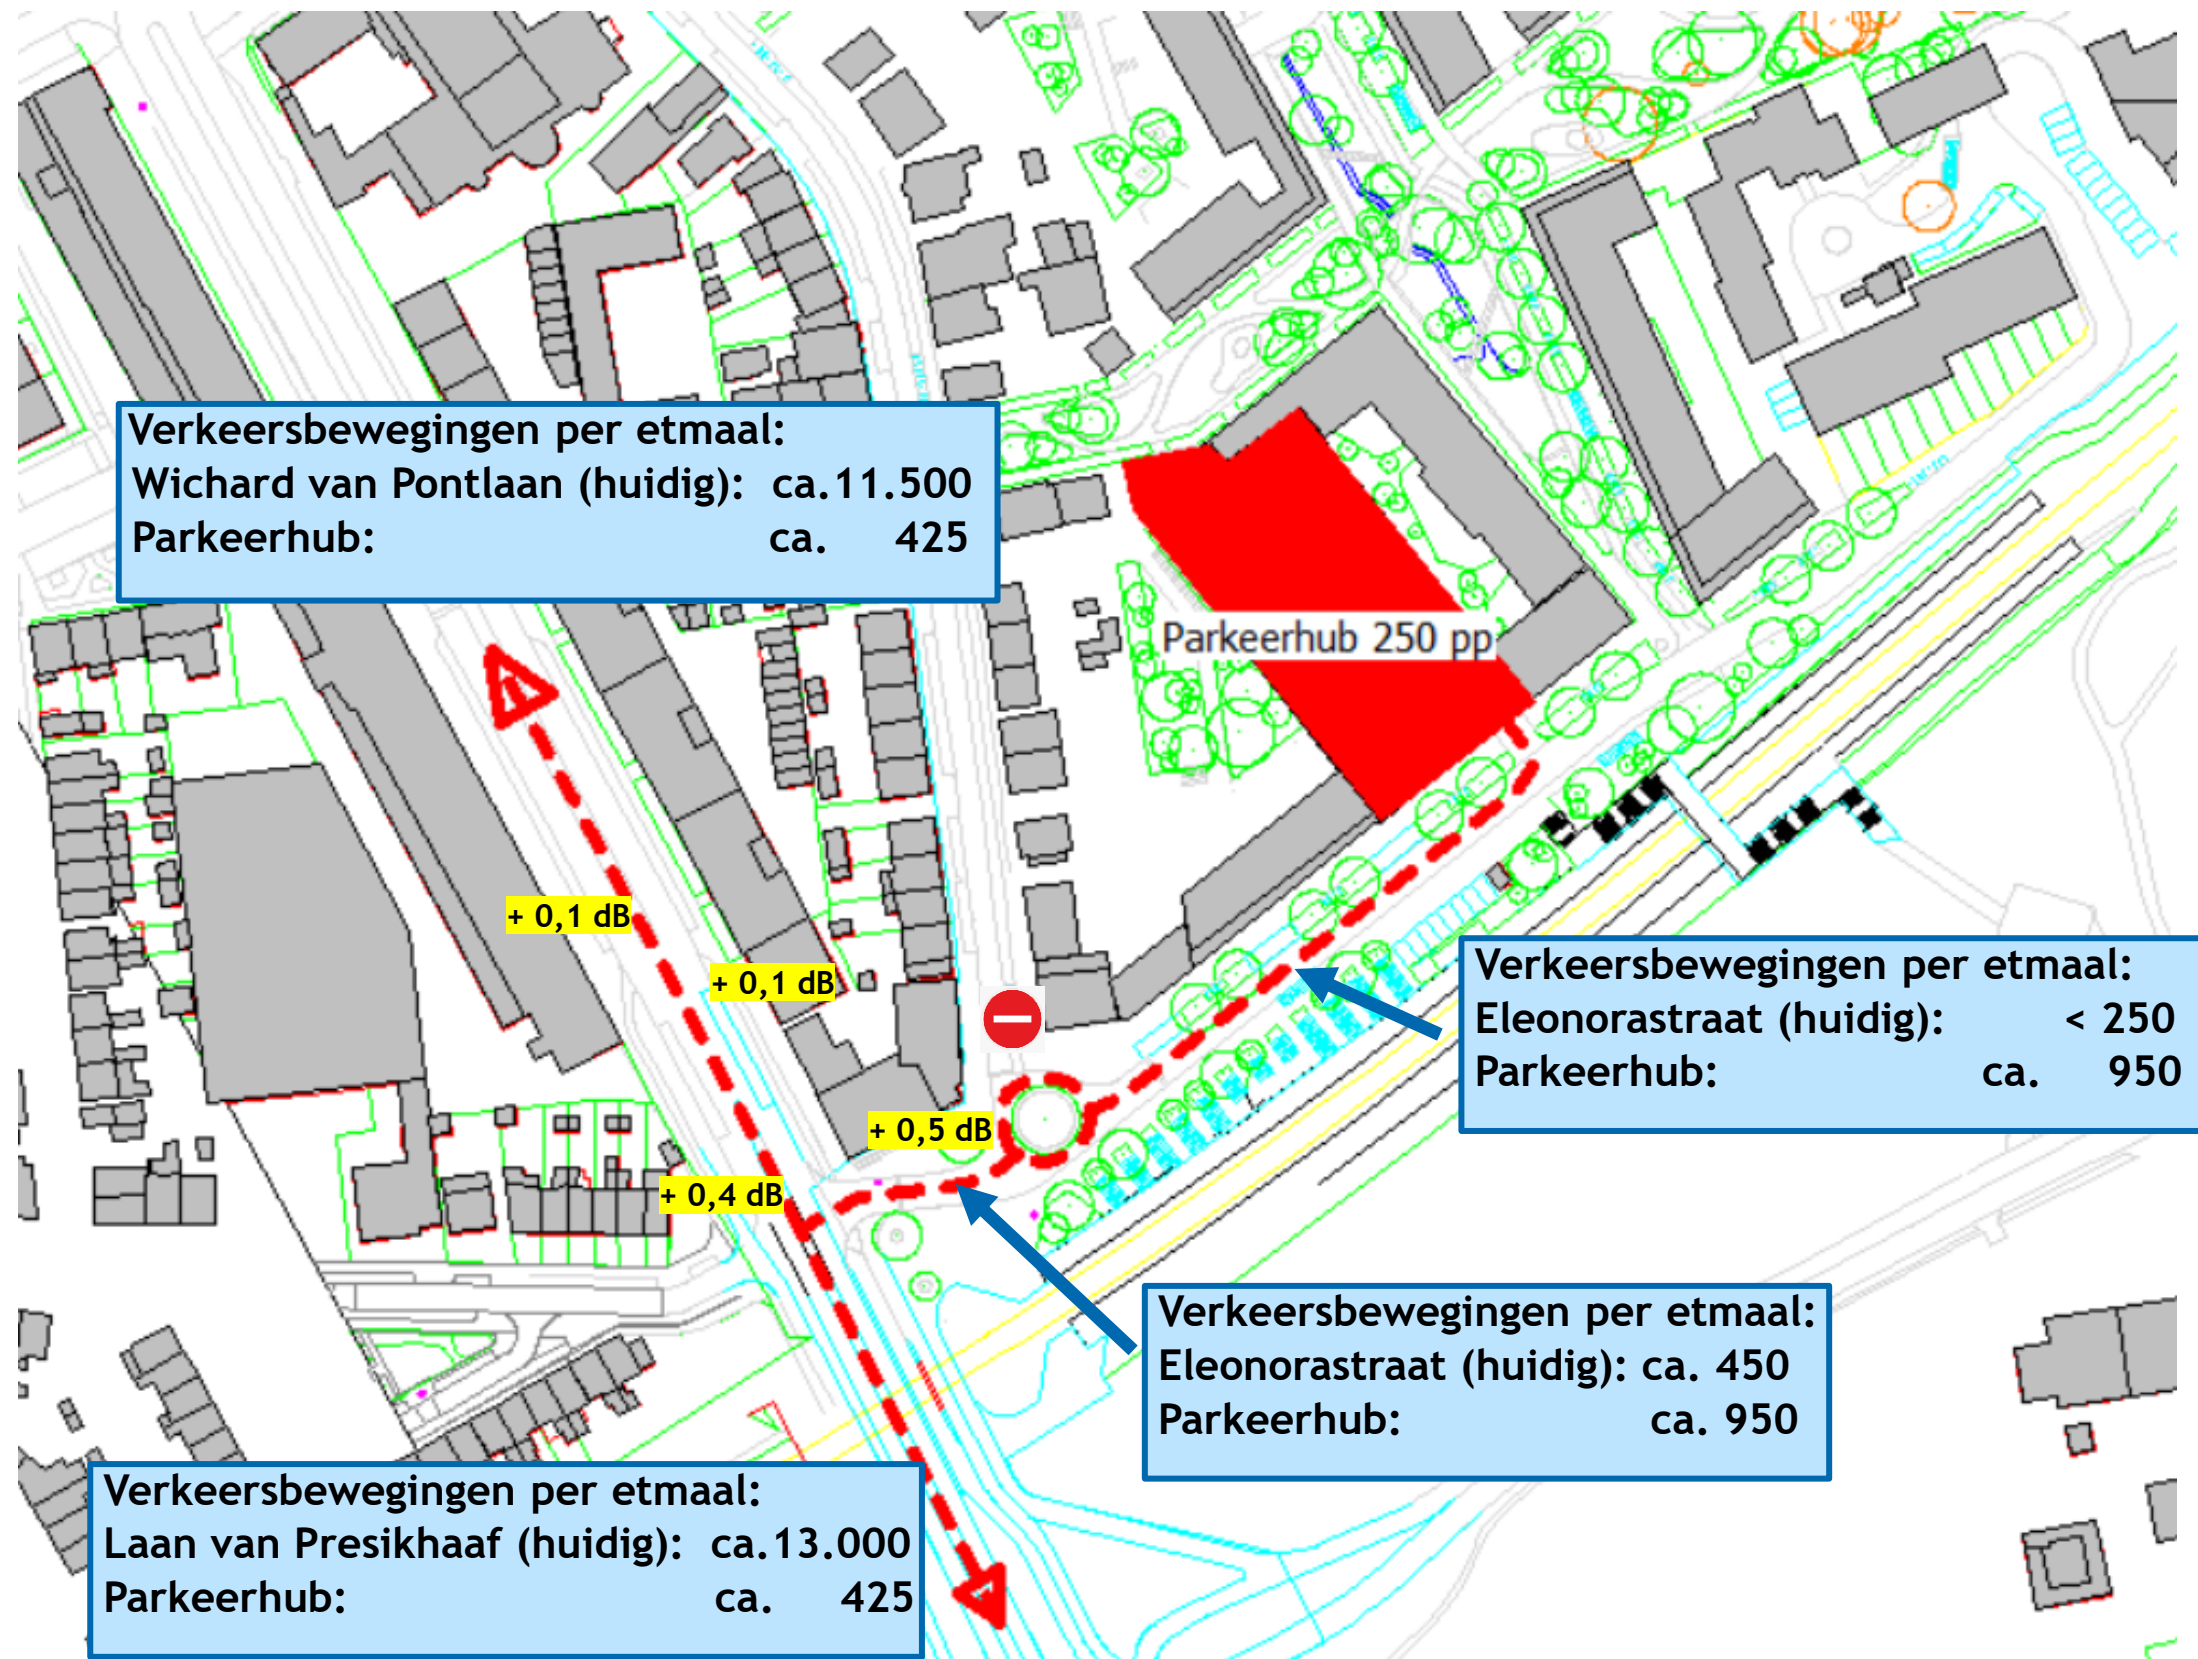 Verkeersbewegingen per etmaal:
Wichard van Pontlaan (huidig): ca.11.500
Parkeerhub: ca. 425
Parkeerhub 250 pp
+ 0,1 dB
+ 0,1 dB
Verkeersbewegingen per etmaal:
Eleonorastraat (huidig): < 250
Parkeerhub: ca. 950
+ 0,5 dB
+ 0,4 dB
Verkeersbewegingen per etmaal:
Eleonorastraat (huidig): ca. 450
Parkeerhub: ca. 950
Verkeersbewegingen per etmaal:
Laan van Presikhaaf (huidig): ca.13.000
Parkeerhub: ca. 425